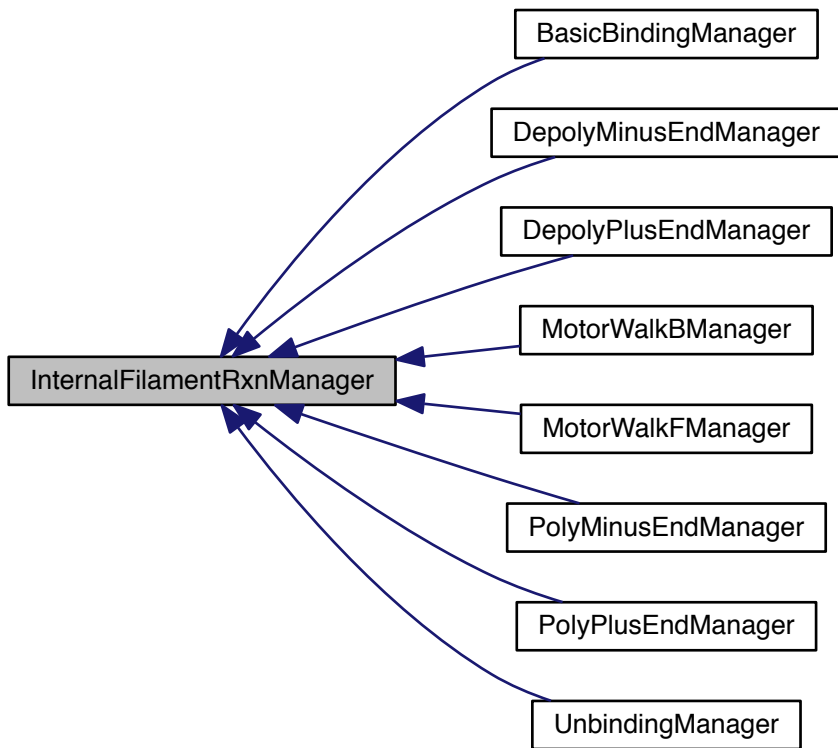 BasicBindingManager
DepolyMinusEndManager
DepolyPlusEndManager
MotorWalkBManager
InternalFilamentRxnManager
MotorWalkFManager
PolyMinusEndManager
PolyPlusEndManager
UnbindingManager